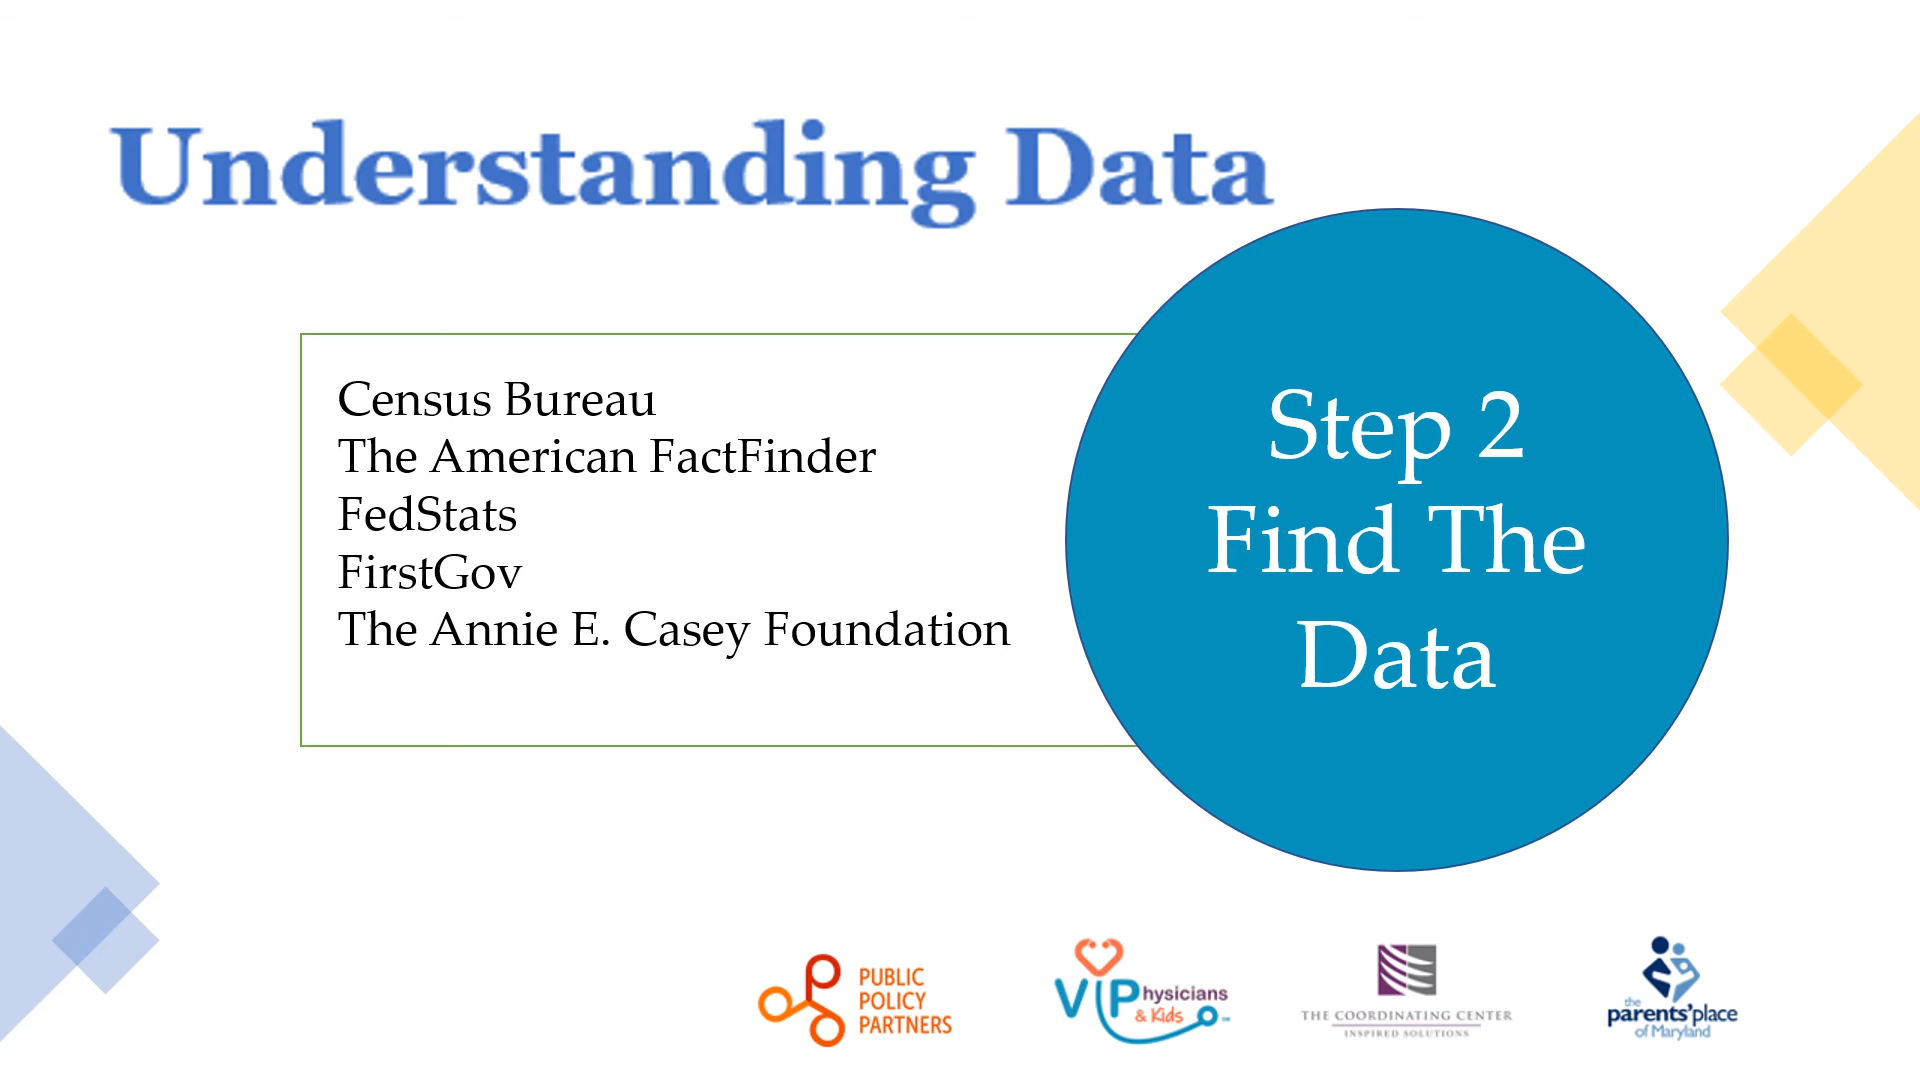 Understanding Data
Census Bureau
The American FactFinder
FedStats
FirstGov
The Annie E. Casey Foundation
Step 2
Find The
Data
PUBLIC
POLICY
PARTNERS
VIPhysicians
& Kids
THE COORDINATING CENTER
INSPIRED SOLUTIONS
the
parents'place
of Maryland